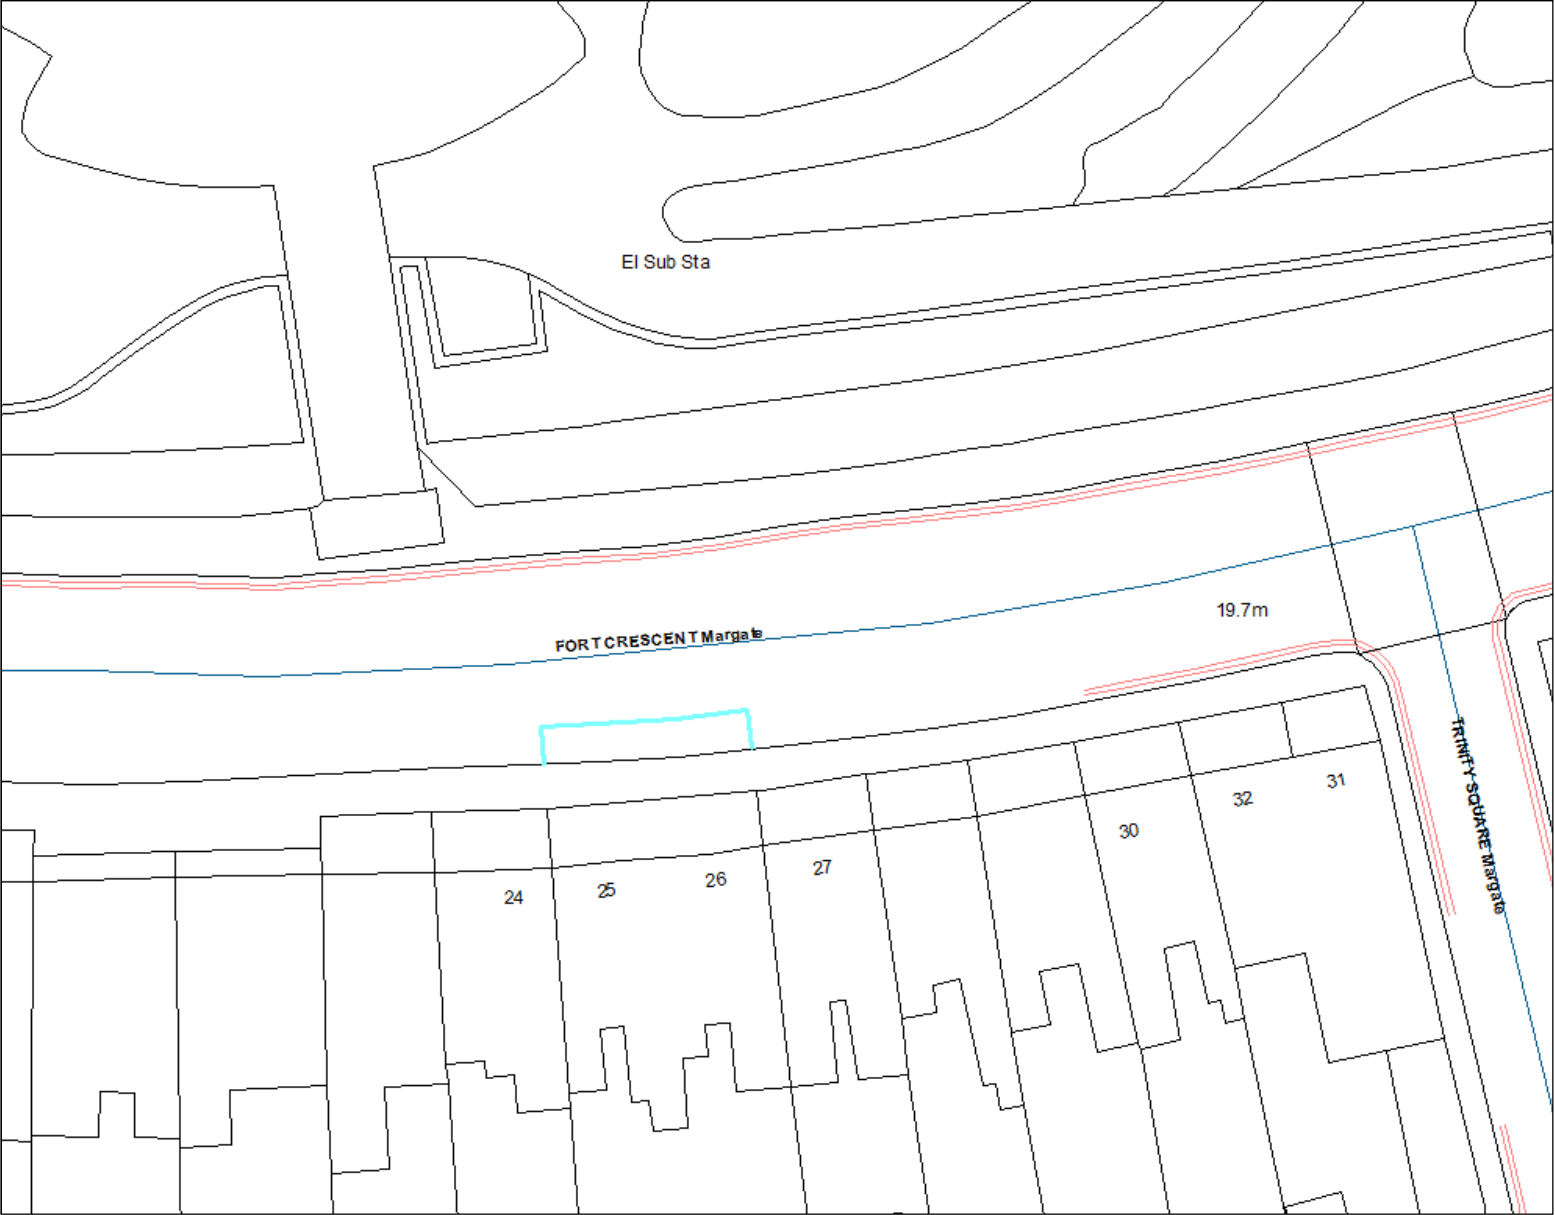 El Sub Sta
19.7m
FORT CRESCENT Margate
TRINITY SQUARE Margate
31
32
30
27
26
25
24